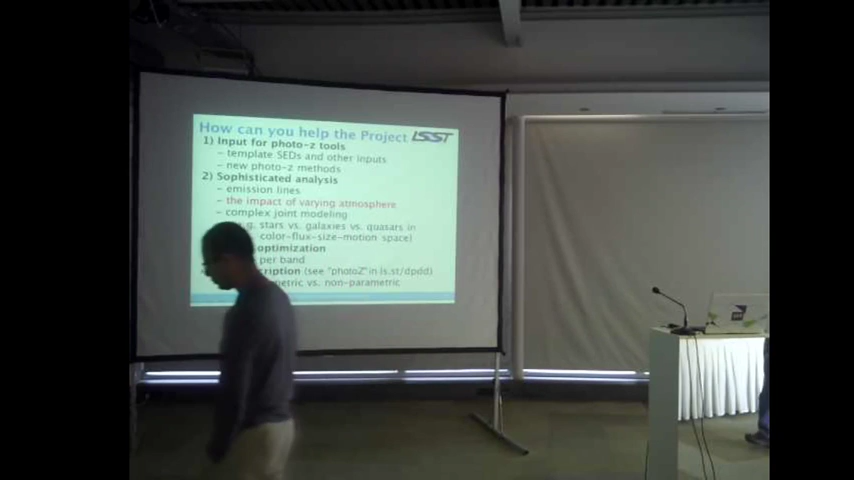 How can you help the Project LSST
1) Input for photo-z tools
– template SEDs and other inputs
– new photo-z methods
2) Sophisticated analysis
– emission lines
– the impact of varying atmosphere
– complex joint modeling
g. stars vs. galaxies vs. quasars in
color-flux-size-motion space)
optimization
per band
cription (see "photoZ" in ls.st/dpdd)
etric vs. non-parametric